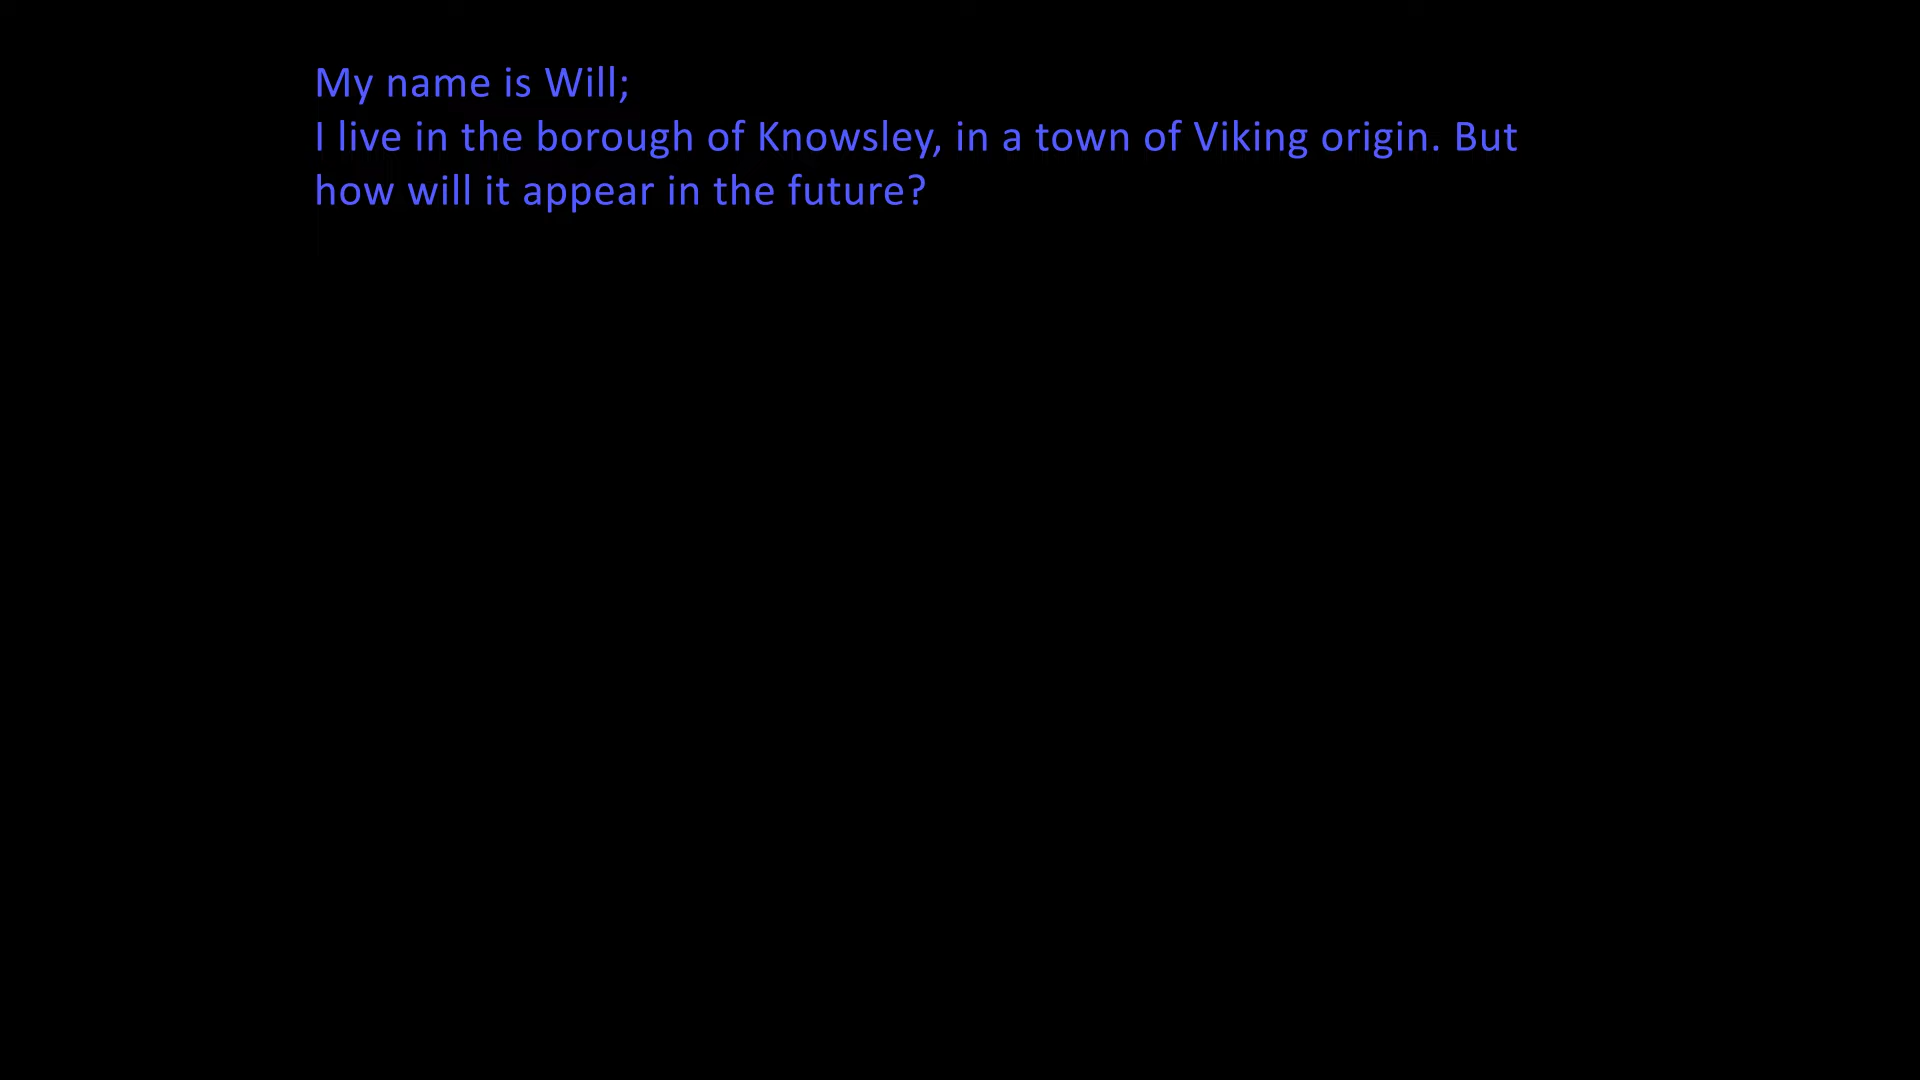 My name is Will;
I live in the borough of Knowsley, in a town of Viking origin. But
how will it appear in the future?